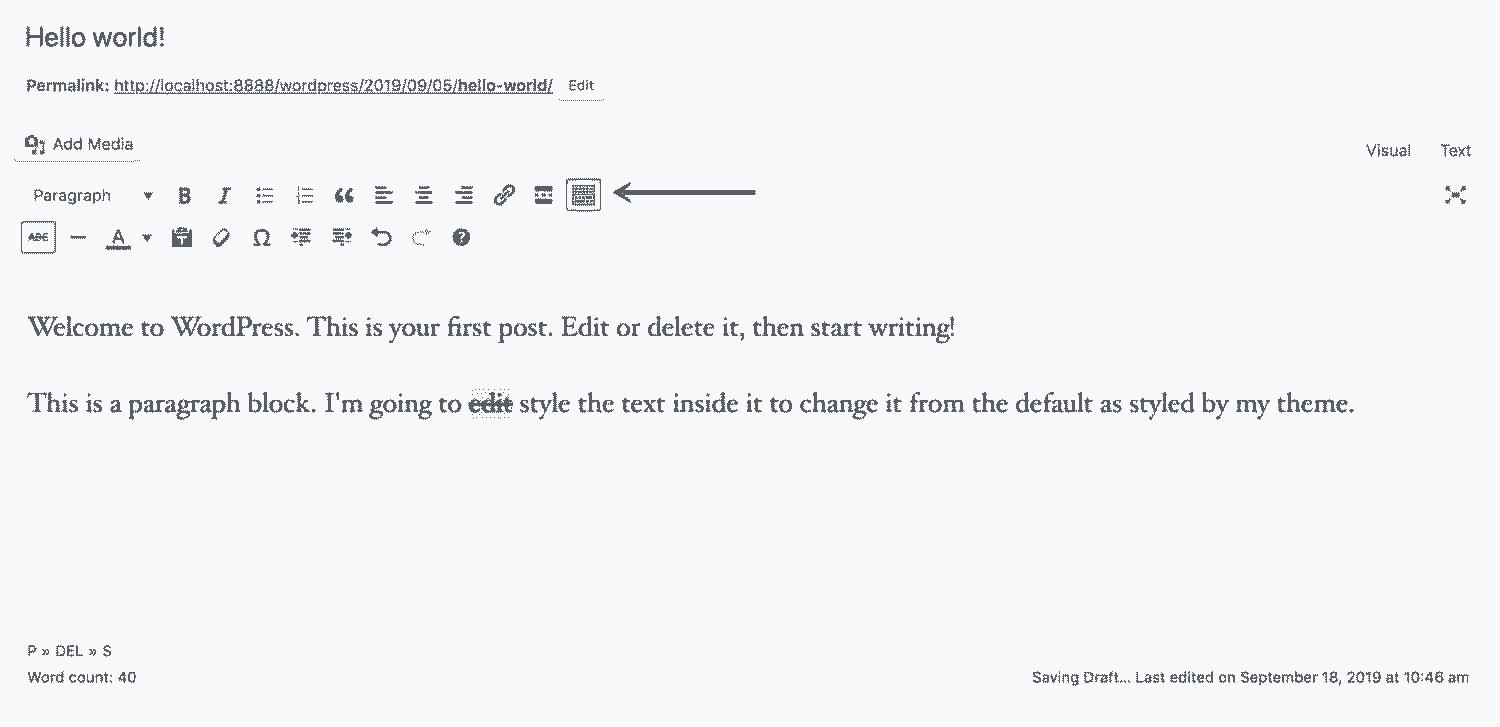 Hello world!
Permalink: http://localhost:8888/wordpress/2019/09/05/hello-world/ Edit
Add Media
Visual Text
Paragraph B I
ABC A Ω
Welcome to WordPress. This is your first post. Edit or delete it, then start writing!
This is a paragraph block. I'm going to edit style the text inside it to change it from the default as styled by my theme.
P » DEL » S
Word count: 40
Saving Draft... Last edited on September 18, 2019 at 10:46 am